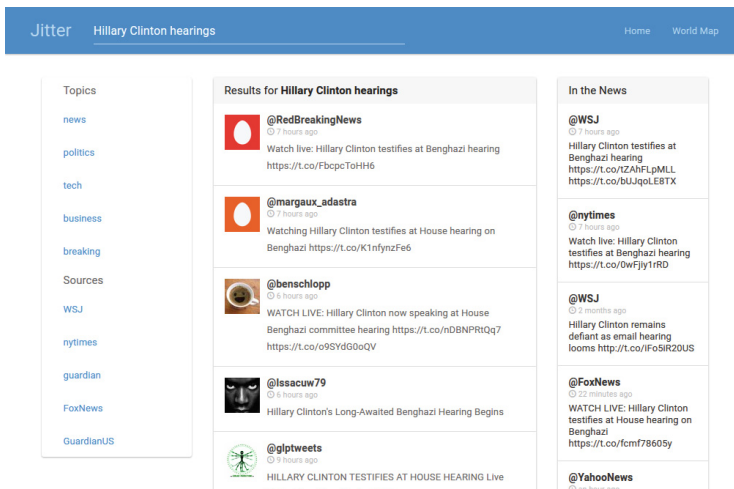 Jitter
Hillary Clinton hearings
Home
World Map
Topics
news
politics
tech
business
breaking
Sources
WSJ
nytimes
guardian
FoxNews
GuardianUS
Results for Hillary Clinton hearings
@RedBreakingNews
7 hours ago
Watch live: Hillary Clinton testifies at Benghazi hearing
https://t.co/FbcpcToHH6
@margaux_adastra
7 hours ago
Watching Hillary Clinton testifies at House hearing on
Benghazi https://t.co/K1nfynzFe6
@benschlopp
6 hours ago
WATCH LIVE: Hillary Clinton now speaking at House
Benghazi committee hearing https://t.co/nDBNPRtQq7
https://t.co/o9SYdG0oQV
@Issacuw79
6 hours ago
Hillary Clinton's Long-Awaited Benghazi Hearing Begins
@glptweets
9 hours ago
HILLARY CLINTON TESTIFIES AT HOUSE HEARING Live
In the News
@WSJ
7 hours ago
Hillary Clinton testifies at
Benghazi hearing
https://t.co/tZAhFLpMLL
https://t.co/bUJqoLE8TX
@nytimes
7 hours ago
Watch live: Hillary Clinton
testifies at Benghazi hearing
https://t.co/0wFjiy1rRD
@WSJ
2 months ago
Hillary Clinton remains
defiant as email hearing
looms http://t.co/iFo5iR20US
@FoxNews
22 minutes ago
WATCH LIVE: Hillary Clinton
testifies at House hearing on
Benghazi
https://t.co/fcmf78605y
@YahooNews
an hour ago